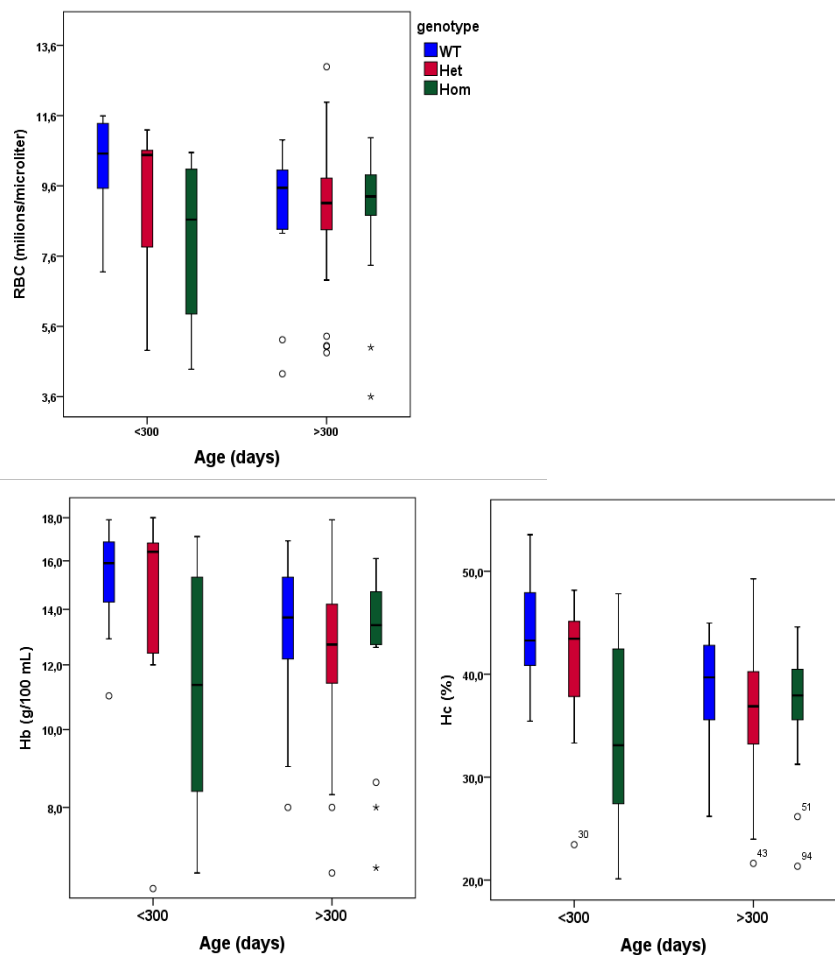 genotype
WT
Het
Hom
13,6
11,6
9,6
7,6
5,6
3,6
RBC (milions/microliter)
<300
>300
Age (days)
18,0
16,0
14,0
12,0
10,0
8,0
Hb (g/100 mL)
<300
>300
Age (days)
50,0
40,0
30,0
20,0
Hc (%)
30
43
51
94
<300
>300
Age (days)